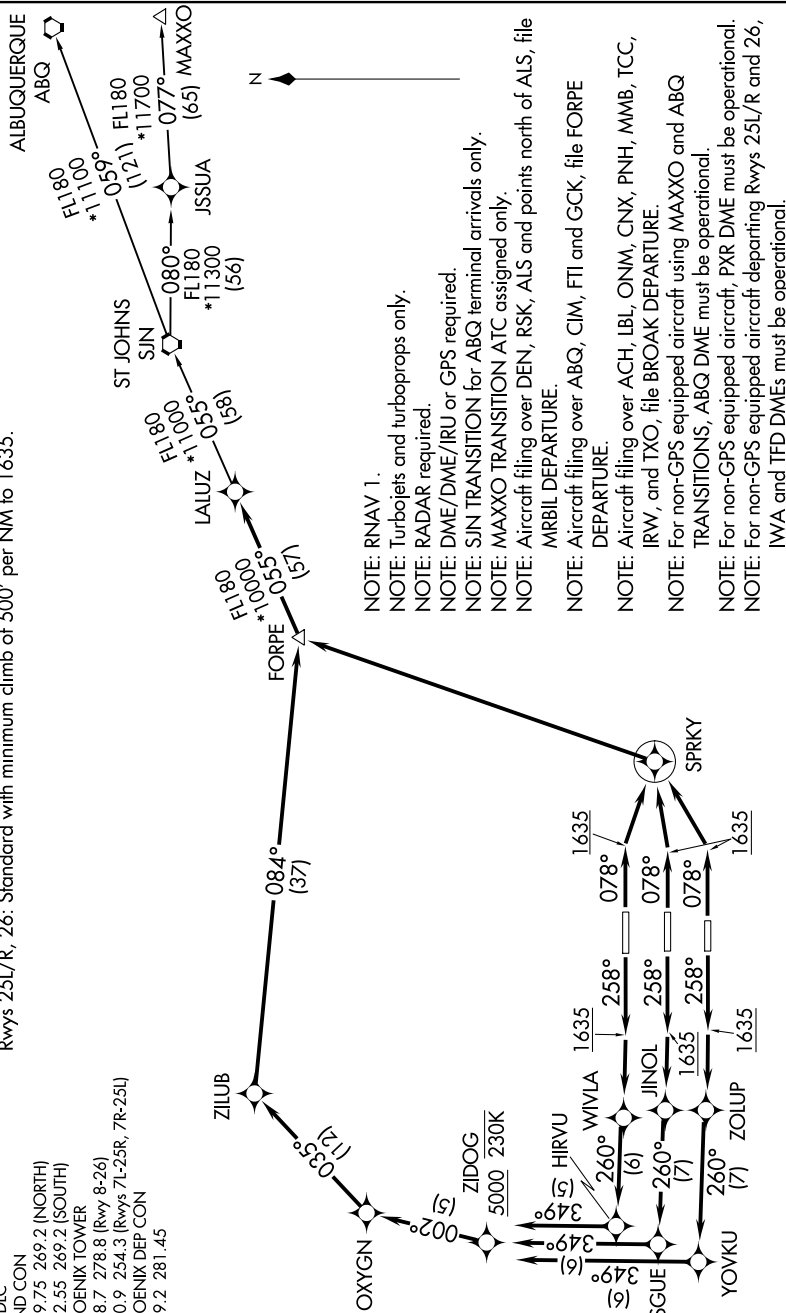 Rwys 25L/R, 26: Standard with minimum climb of 500' per NM to 1635.
ND CON
9.75 269.2 (NORTH)
2.55 269.2 (SOUTH)
OENIX TOWER
8.7 278.8 (Rwy 8-26)
0.9 254.3 (Rwys 7L-25R, 7R-25L)
OENIX DEP CON
9.2 281.45
ALBUQUERQUE
ABQ
FL180
*11100
059°
(121)
FL180
*11700
077°
(65)
MAXXO
JSSUA
080°
FL180
*11300
(56)
ST JOHNS
SJN
FL180
*11000
055°
(58)
LALUZ
FL180
*10000
055°
(57)
FORPE
N
NOTE: RNAV 1.
NOTE: Turbojets and turboprops only.
NOTE: RADAR required.
NOTE: DME/DME/IRU or GPS required.
NOTE: SJN TRANSITION for ABQ terminal arrivals only.
NOTE: MAXXO TRANSITION ATC assigned only.
NOTE: Aircraft filing over DEN, RSK, ALS and points north of ALS, file
MRBIL DEPARTURE.
NOTE: Aircraft filing over ABQ, CIM, FTI and GCK, file FORPE
DEPARTURE.
NOTE: Aircraft filing over ACH, LBL, ONM, CNX, PNH, MMB, TCC,
IRW, and TXO, file BROAK DEPARTURE.
NOTE: For non-GPS equipped aircraft using MAXXO and ABQ
TRANSITIONS, ABQ DME must be operational.
NOTE: For non-GPS equipped aircraft, PXR DME must be operational.
NOTE: For non-GPS equipped aircraft departing Rwys 25L/R and 26,
IWA and TFD DMEs must be operational.
084°
(37)
ZILUB
035°
(12)
OXYGN
002°
(5)
ZIDOG
5000 230K
HIRVU
349°
(5)
349°
(6)
349°
(6)
SGUE
YOVKU
WIVLA
260°
(6)
JINOL
260°
(7)
ZOLUP
260°
(7)
1635
258°
1635
258°
1635
258°
078°
1635
078°
078°
1635
SPRKY